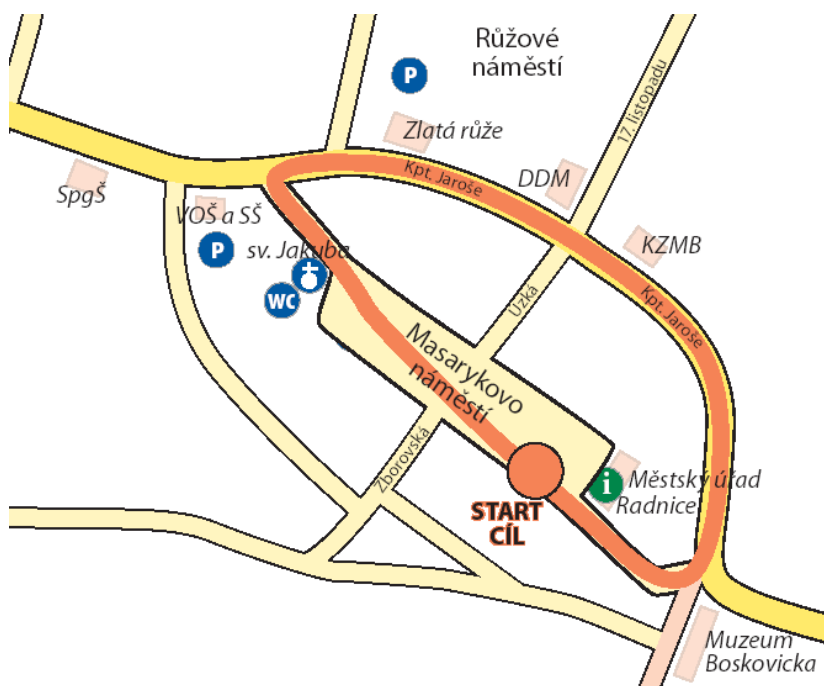 Růžové
náměstí
P
Zlatá růže
17. listopadu
Kpt. Jaroše
DDM
SpgŠ
VOŠ a SŠ
KZMB
P
sv. Jakuba
WC
Úzká
Kpt. Jaroše
Masarykovo
náměstí
Zborovská
i
Městský úřad
Radnice
START
CÍL
Muzeum
Boskovicka